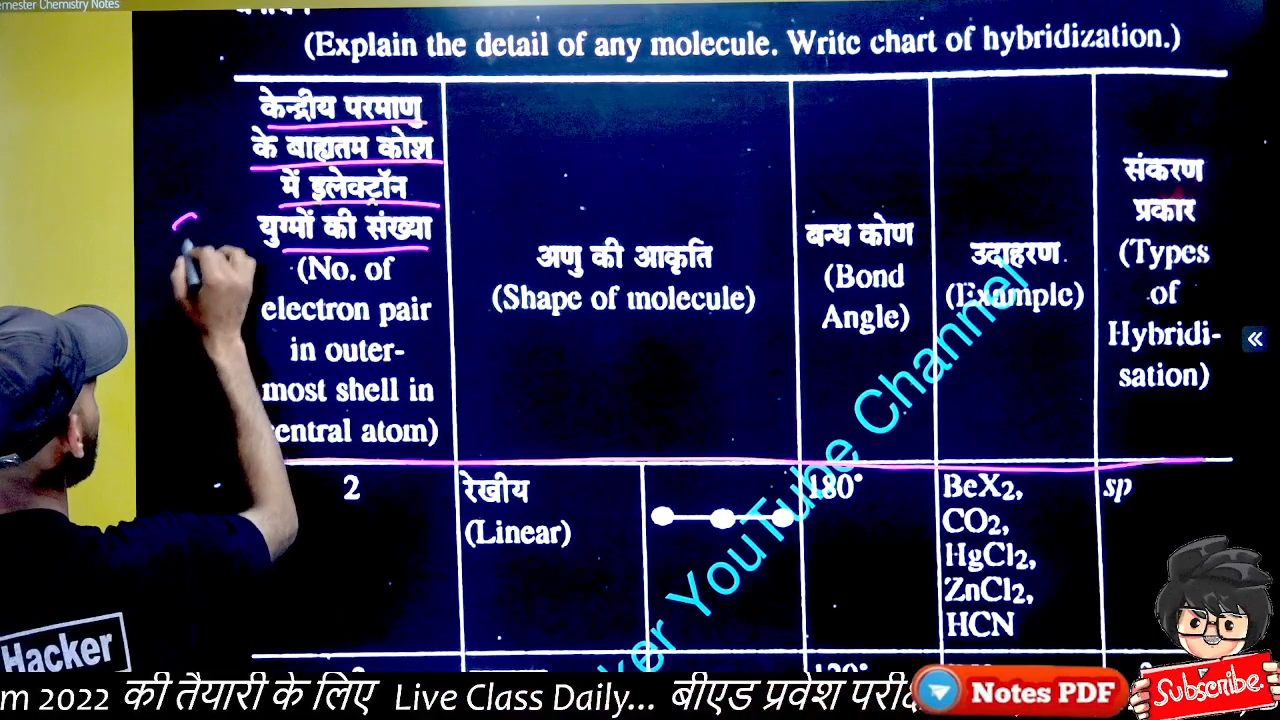 emester Chemistry Notes
(Explain the detail of any molecule. Write chart of hybridization.)
केन्द्रीय परमाणु
के बाह्यतम कोश
में इलेक्ट्रॉन
युग्मों की संख्या
(No. of
electron pair
in outer-
most shell in
central atom)
अणु की आकृति
(Shape of molecule)
बन्ध कोण
(Bond
Angle)
उदाहरण
(Example)
संकरण
प्रकार
(Types
of
Hybridi-
sation)
2
रेखीय
(Linear)
180°
BeX2,
CO2,
HgCl2,
ZnCl2,
HCN
sp
YouTube Channel
Hacker
m 2022 की तैयारी के लिए Live Class Daily... बीएड प्रवेश
Notes PDF
Subscribe.